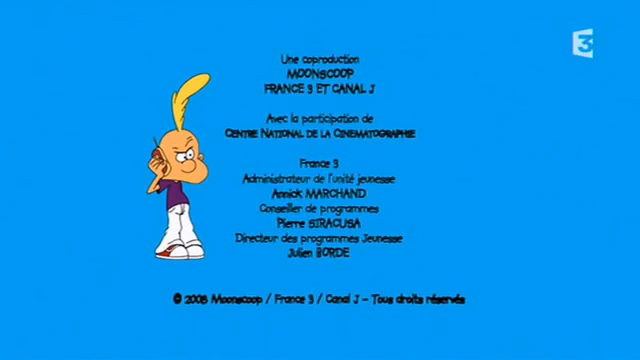 3
Une coproduction
MOONSCOOP
FRANCE 3 ET CANAL J
Avec la participation de
CENTRE NATIONAL DE LA CINEMATOGRAPHIE
France 3
Administrateur de l'unité jeunesse
Annick MARCHAND
Conseiller de programmes
Pierre SIRACUSA
Directeur des programmes Jeunesse
Julien BORDE
© 2006 Moonscoop / France 3 / Canal J - Tous droits réservés